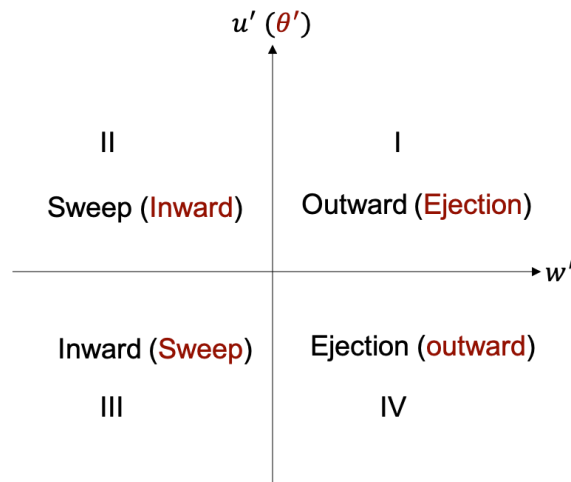 u′ (θ′)
II
I
Sweep (Inward)
Outward (Ejection)
w′
Inward (Sweep)
Ejection (outward)
III
IV